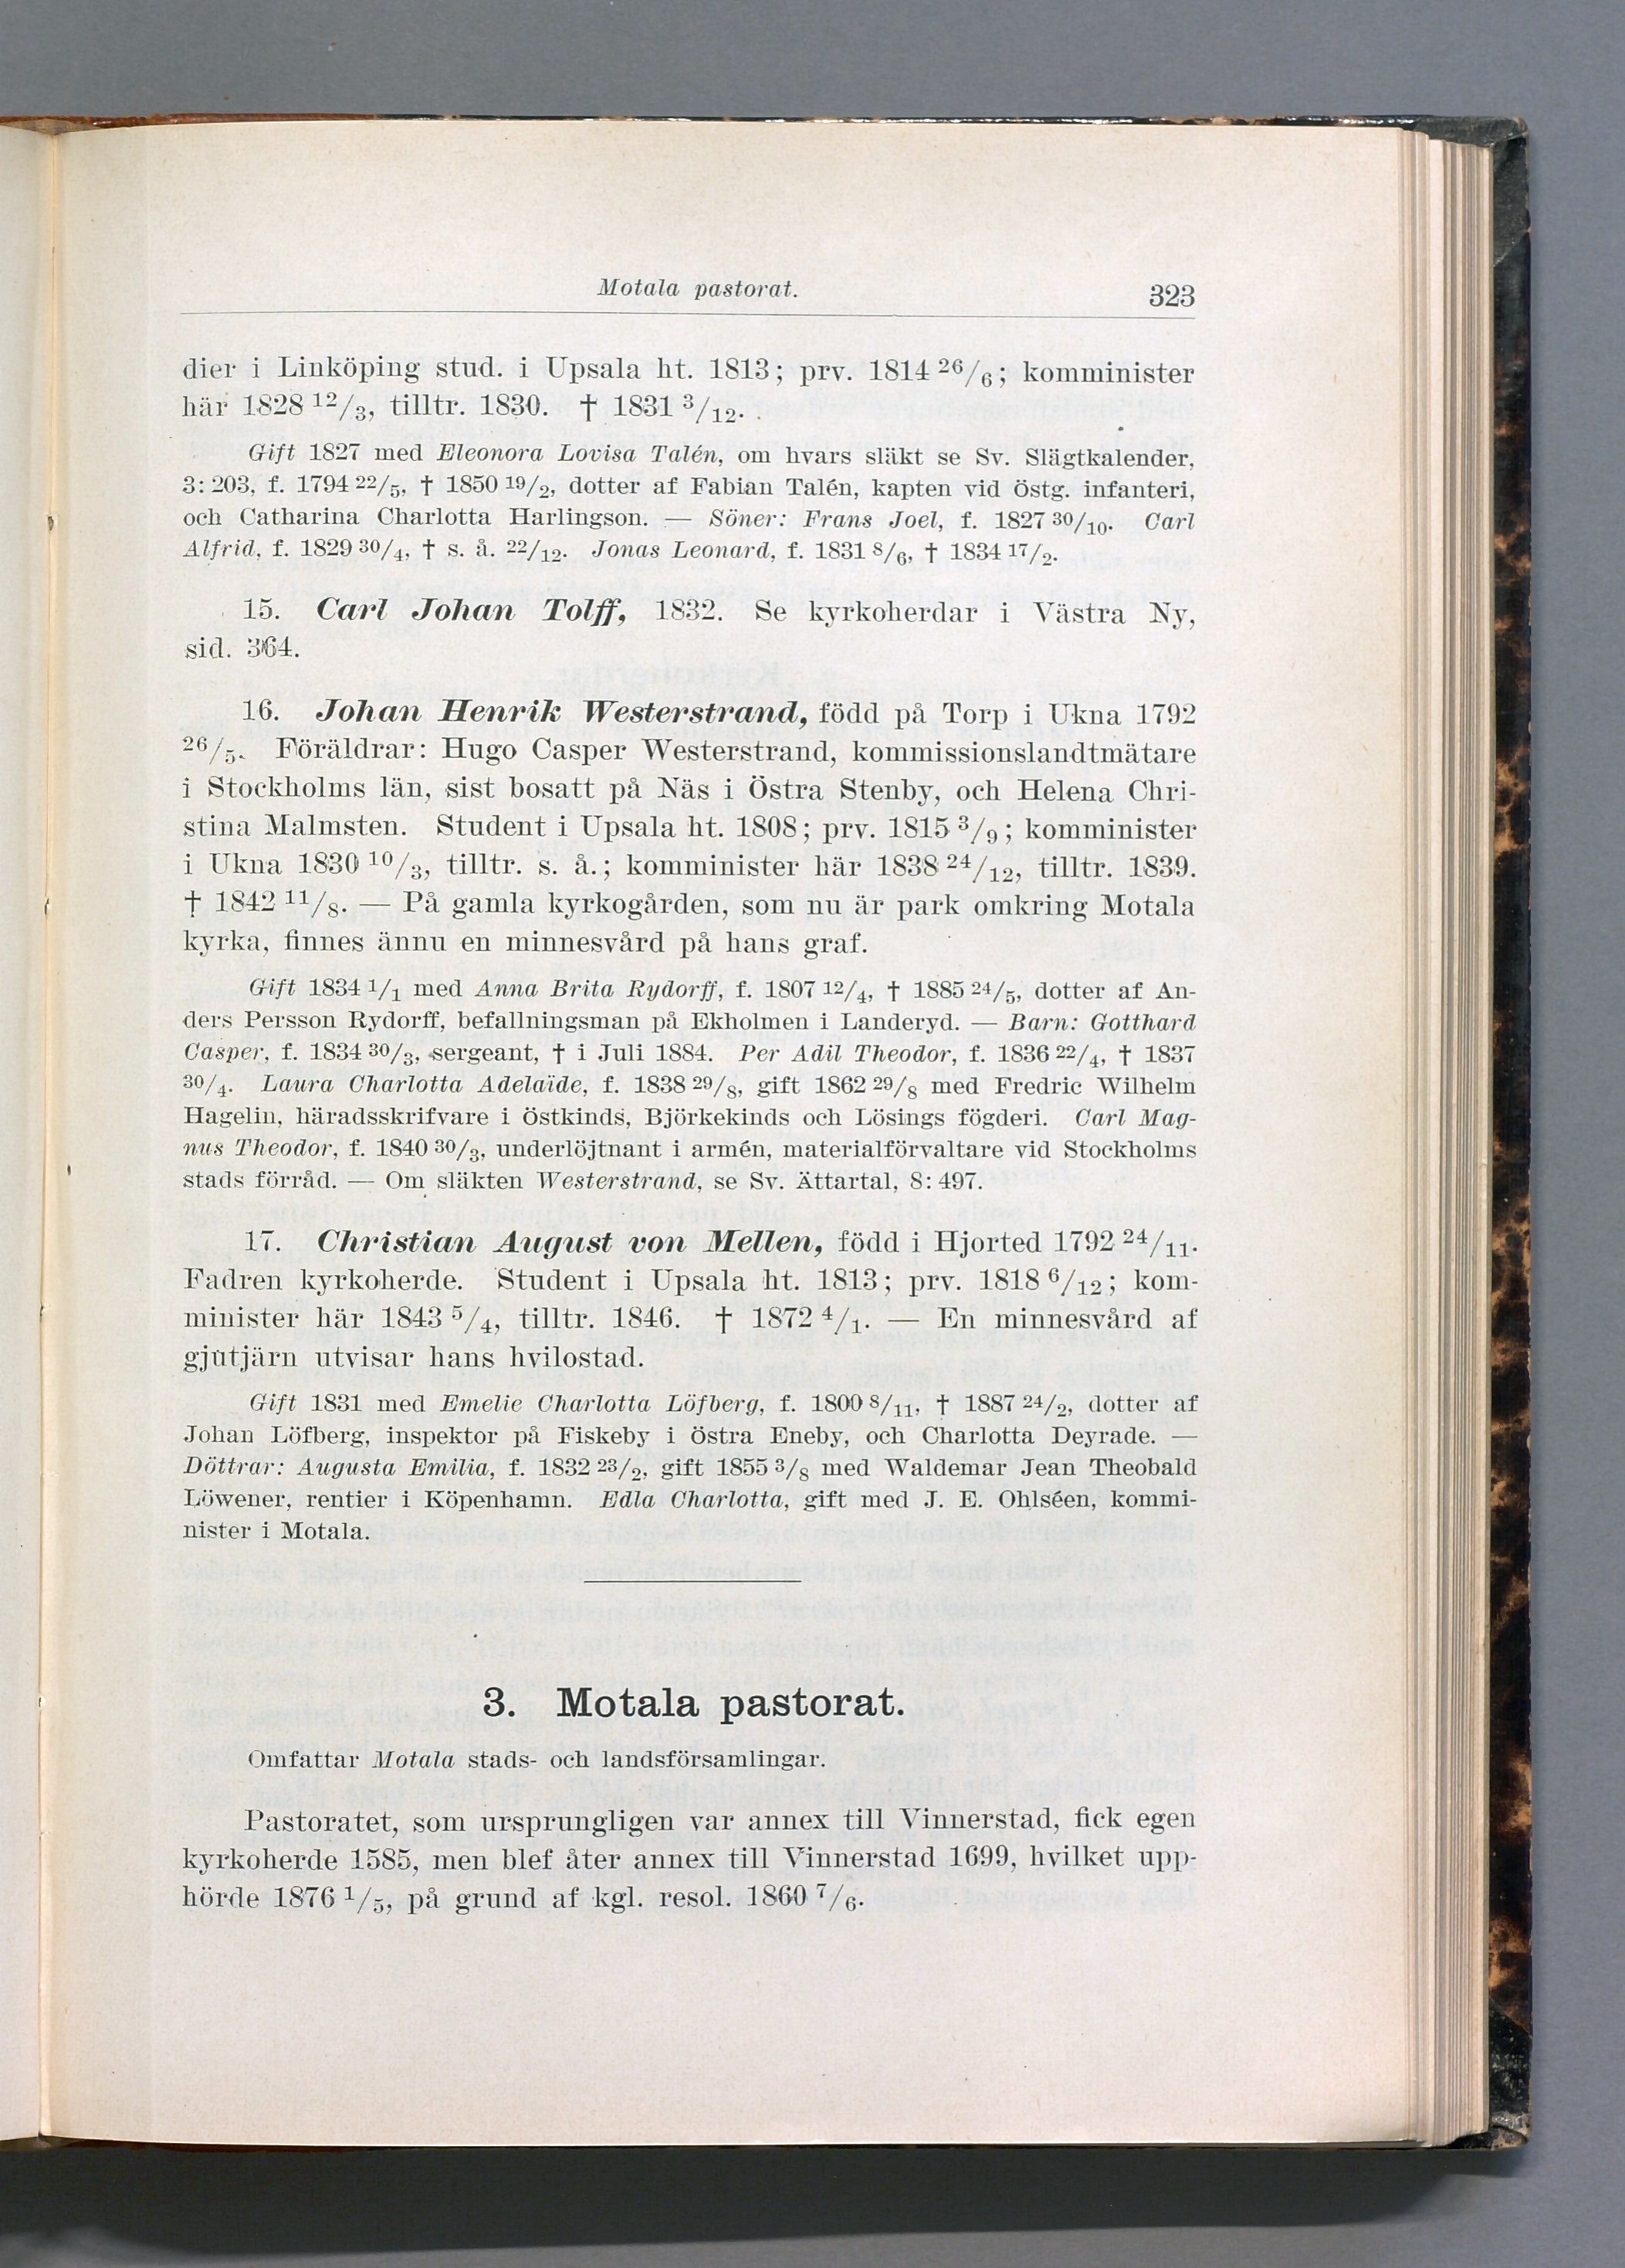 Motala pastorat. 323
dier i Linköping stud. i Upsala ht. 1813; prv. 1814 26/6; komminister
här 1828 12/3, tilltr. 1830. † 1831 3/12.
Gift 1827 med Eleonora Lovisa Talén, om hvars släkt se Sv. Slägtkalender,
3: 203, f. 1794 22/5, † 1850 19/2, dotter af Fabian Talén, kapten vid östg. infanteri,
och Catharina Charlotta Harlingson. — Söner: Frans Joel, f. 1827 30/10. Carl
Alfrid, f. 1829 30/4, † s. å. 22/12. Jonas Leonard, f. 1831 8/6, † 1834 17/2.
15. Carl Johan Tolff, 1832. Se kyrkoherdar i Västra Ny,
sid. 364.
16. Johan Henrik Westerstrand, född på Torp i Ukna 1792
26/5. Föräldrar: Hugo Casper Westerstrand, kommissionslandtmätare
i Stockholms län, sist bosatt på Näs i Östra Stenby, och Helena Chri-
stina Malmsten. Student i Upsala ht. 1808; prv. 1815 3/9; komminister
i Ukna 1830 10/3, tilltr. s. å.; komminister här 1838 24/12, tilltr. 1839.
† 1842 11/8. — På gamla kyrkogården, som nu är park omkring Motala
kyrka, finnes ännu en minnesvård på hans graf.
Gift 1834 1/1 med Anna Brita Rydorff, f. 1807 12/4, † 1885 24/5, dotter af An-
ders Persson Rydorff, befallningsman på Ekholmen i Landeryd. — Barn: Gotthard
Casper, f. 1834 30/3, sergeant, † i Juli 1884. Per Adil Theodor, f. 1836 22/4, † 1837
30/4. Laura Charlotta Adelaïde, f. 1838 29/8, gift 1862 29/8 med Fredric Wilhelm
Hagelin, häradsskrifvare i Östkinds, Björkekinds och Lösings fögderi. Carl Mag-
nus Theodor, f. 1840 30/3, underlöjtnant i armén, materialförvaltare vid Stockholms
stads förråd. — Om släkten Westerstrand, se Sv. Ättartal, 8: 497.
17. Christian August von Mellen, född i Hjorted 1792 24/11.
Fadren kyrkoherde. Student i Upsala ht. 1813; prv. 1818 6/12; kom-
minister här 1843 5/4, tilltr. 1846. † 1872 4/1. — En minnesvård af
gjutjärn utvisar hans hvilostad.
Gift 1831 med Emelie Charlotta Löfberg, f. 1800 8/11, † 1887 24/2, dotter af
Johan Löfberg, inspektor på Fiskeby i Östra Eneby, och Charlotta Deyrade. —
Döttrar: Augusta Emilia, f. 1832 23/2, gift 1855 3/8 med Waldemar Jean Theobald
Löwener, rentier i Köpenhamn. Edla Charlotta, gift med J. E. Ohlséen, kommi-
nister i Motala.
3. Motala pastorat.
Omfattar Motala stads- och landsförsamlingar.
Pastoratet, som ursprungligen var annex till Vinnerstad, fick egen
kyrkoherde 1585, men blef åter annex till Vinnerstad 1699, hvilket upp-
hörde 1876 1/5, på grund af kgl. resol. 1860 7/6.